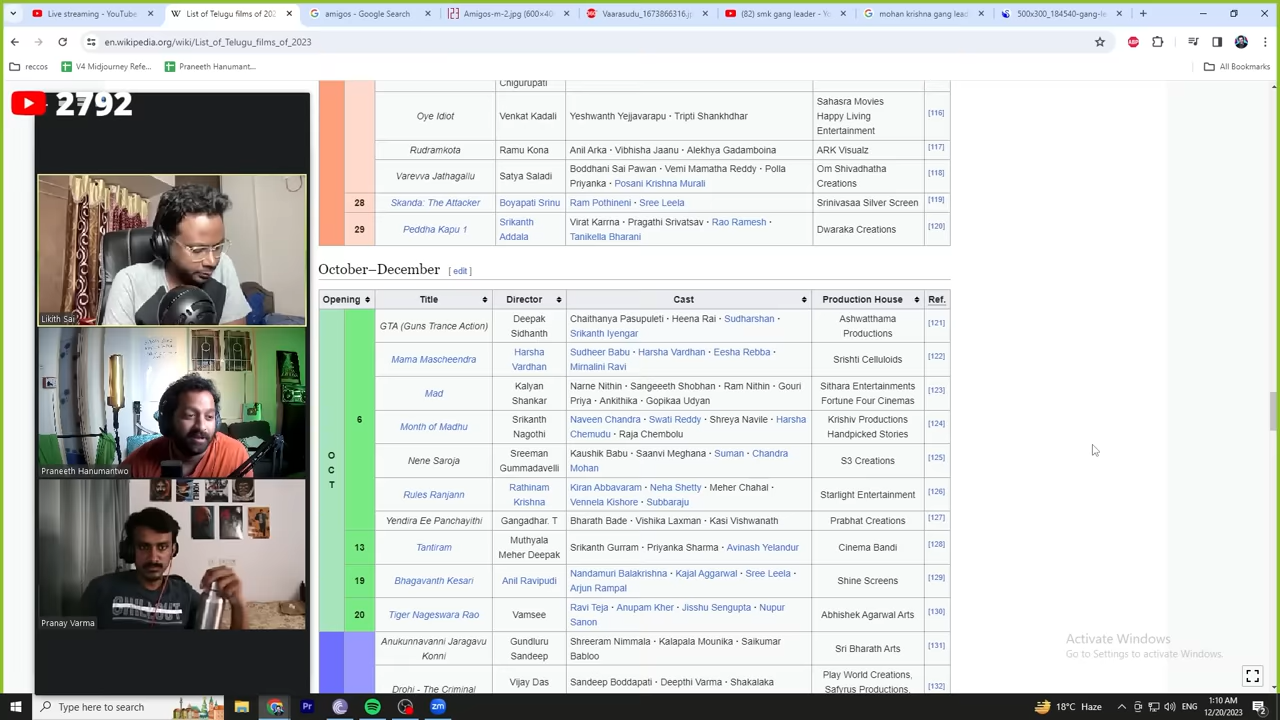 Live streaming - YouTube
List of Telugu films of 202
amigos - Google Search
Amigos-m-2.jpg (600×40
Vaarasudu_1673866316.jp
(82) smk gang leader - Yo
mohan krishna gang lead
500x300_184540-gang-le
en.wikipedia.org/wiki/List_of_Telugu_films_of_2023
reccos
V4 Midjourney Refe...
Praneeth Hanumant...
All Bookmarks
2792
Likith Sai
Praneeth Hanumantwo
CHILLOUT
Pranay Varma
Chigurupati
Oye Idiot Venkat Kadali Yeshwanth Yejjavarapu · Tripti Shankhdhar Sahasra Movies [116]
Happy Living
Entertainment
Rudramkota Ramu Kona Anil Arka · Vibhisha Jaanu · Alekhya Gadamboina ARK Visualz [117]
Varevva Jathagallu Satya Saladi Boddhani Sai Pawan · Vemi Mamatha Reddy · Polla Om Shivadhatha [118]
Priyanka · Posani Krishna Murali Creations
28 Skanda: The Attacker Boyapati Srinu Ram Pothineni · Sree Leela Srinivasaa Silver Screen [119]
29 Peddha Kapu 1 Srikanth Virat Karrna · Pragathi Srivatsav · Rao Ramesh · Dwaraka Creations [120]
Addala Tanikella Bharani
October–December [ edit ]
Opening Title Director Cast Production House Ref.
OCT
6
GTA (Guns Trance Action) Deepak Chaithanya Pasupuleti · Heena Rai · Sudharshan · Ashwatthama [121]
Sidhanth Srikanth Iyengar Productions
Mama Mascheendra Harsha Sudheer Babu · Harsha Vardhan · Eesha Rebba · Srishti Celluloids [122]
Vardhan Mirnalini Ravi
Mad Kalyan Narne Nithin · Sangeeeth Shobhan · Ram Nithin · Gouri Sithara Entertainments [123]
Shankar Priya · Ankithika · Gopikaa Udyan Fortune Four Cinemas
Month of Madhu Srikanth Naveen Chandra · Swati Reddy · Shreya Navile · Harsha Krishiv Productions [124]
Nagothi Chemudu · Raja Chembolu Handpicked Stories
Nene Saroja Sreeman Kaushik Babu · Saanvi Meghana · Suman · Chandra S3 Creations [125]
Gummadavelli Mohan
Rules Ranjann Rathinam Kiran Abbavaram · Neha Shetty · Meher Chahal · Starlight Entertainment [126]
Krishna Vennela Kishore · Subbaraju
Yendira Ee Panchayithi Gangadhar. T Bharath Bade · Vishika Laxman · Kasi Vishwanath Prabhat Creations [127]
13 Tantiram Muthyala Srikanth Gurram · Priyanka Sharma · Avinash Yelandur Cinema Bandi [128]
Meher Deepak
19 Bhagavanth Kesari Anil Ravipudi Nandamuri Balakrishna · Kajal Aggarwal · Sree Leela · Shine Screens [129]
Arjun Rampal
20 Tiger Nageswara Rao Vamsee Ravi Teja · Anupam Kher · Jisshu Sengupta · Nupur Abhishek Agarwal Arts [130]
Sanon
Anukunnavanni Jaragavu Gundluru Shreeram Nimmala · Kalapala Mounika · Saikumar Sri Bharath Arts [131]
Konni Sandeep Babloo
Drohi - The Criminal Vijay Das Sandeep Boddapati · Deepthi Varma · Shakalaka Play World Creations, [132]
Safyrus Productions,
Activate Windows
Go to Settings to activate Windows.
Type here to search
18°C Haze
ENG
1:10 AM
12/20/2023